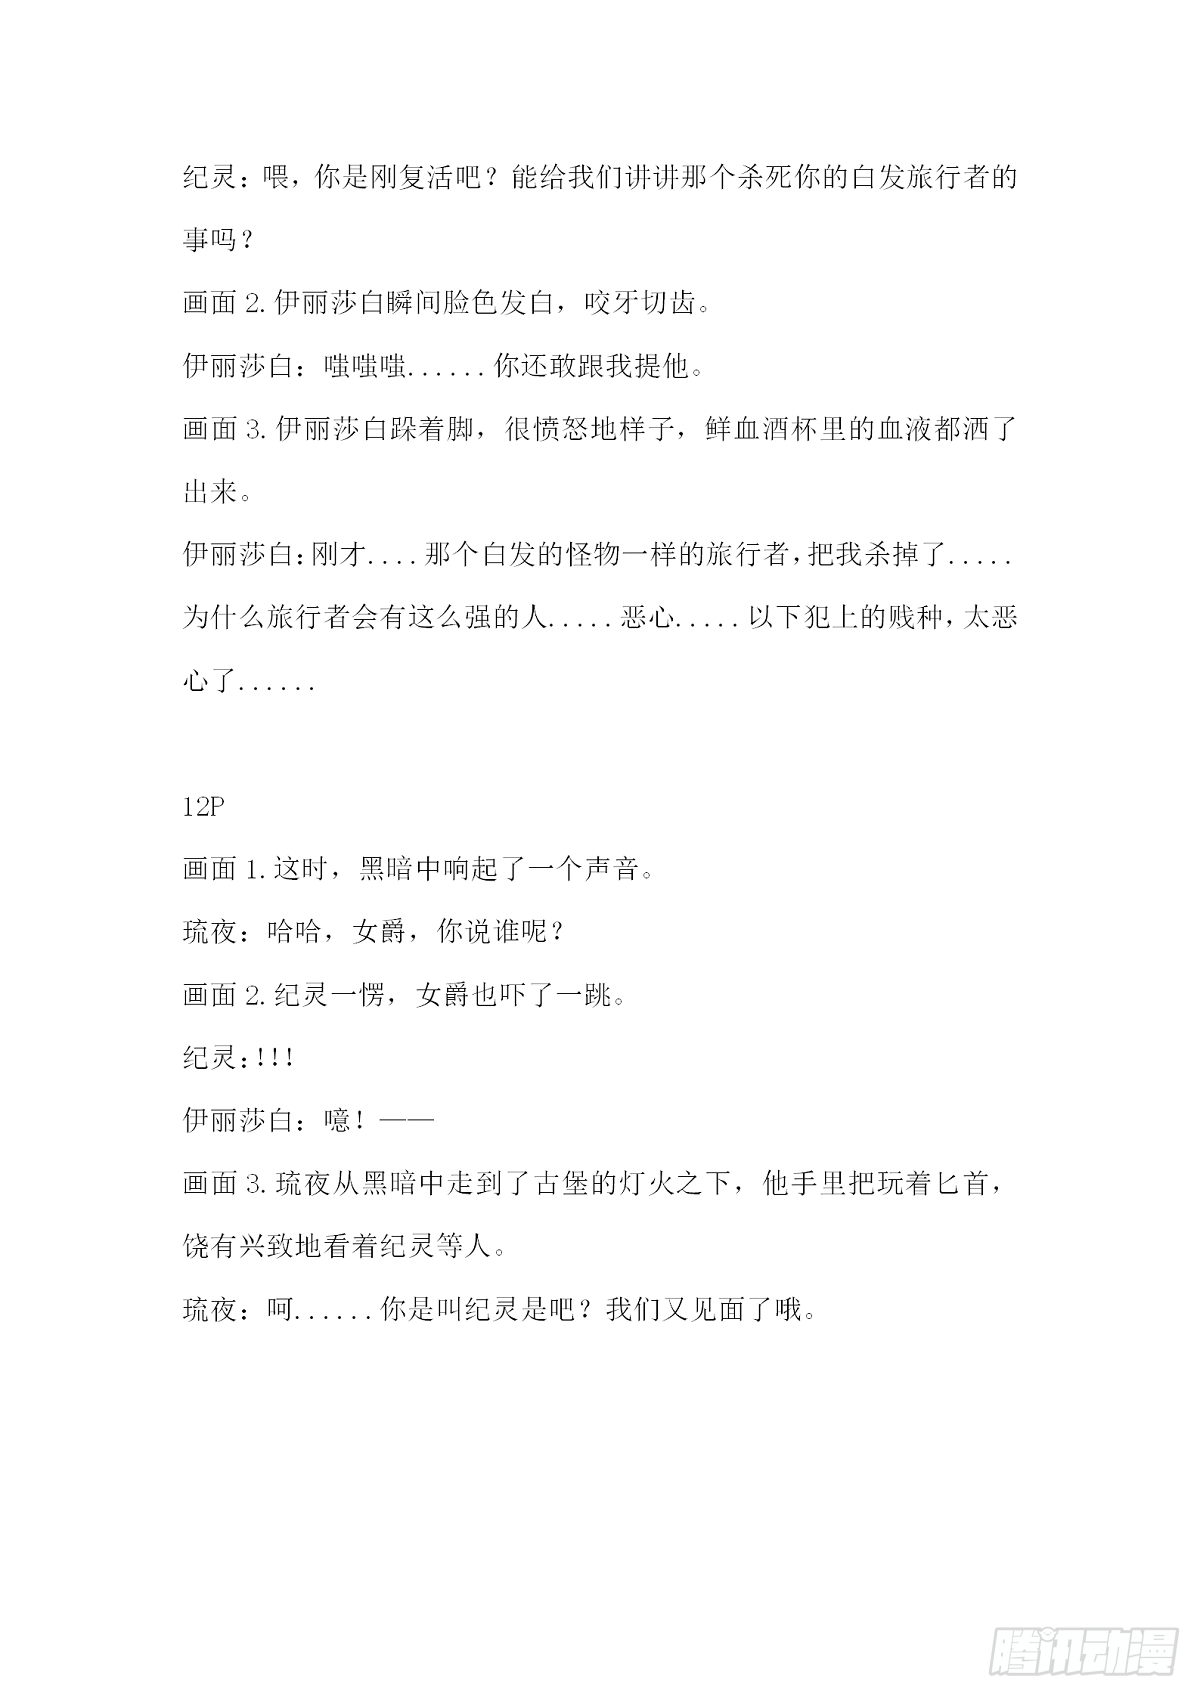 纪灵：喂，你是刚复活吧？能给我们讲讲那个杀死你的白发旅行者的
事吗？
画面 2.伊丽莎白瞬间脸色发白，咬牙切齿。
伊丽莎白：嗤嗤嗤......你还敢跟我提他。
画面 3.伊丽莎白跺着脚，很愤怒地样子，鲜血酒杯里的血液都洒了
出来。
伊丽莎白：刚才....那个白发的怪物一样的旅行者，把我杀掉了.....
为什么旅行者会有这么强的人.....恶心.....以下犯上的贱种，太恶
心了......
12P
画面 1.这时，黑暗中响起了一个声音。
琉夜：哈哈，女爵，你说谁呢？
画面 2.纪灵一愣，女爵也吓了一跳。
纪灵：！！！
伊丽莎白：噫！——
画面 3.琉夜从黑暗中走到了古堡的灯火之下，他手里把玩着匕首，
饶有兴致地看着纪灵等人。
琉夜：呵......你是叫纪灵是吧？我们又见面了哦。
腾讯动漫